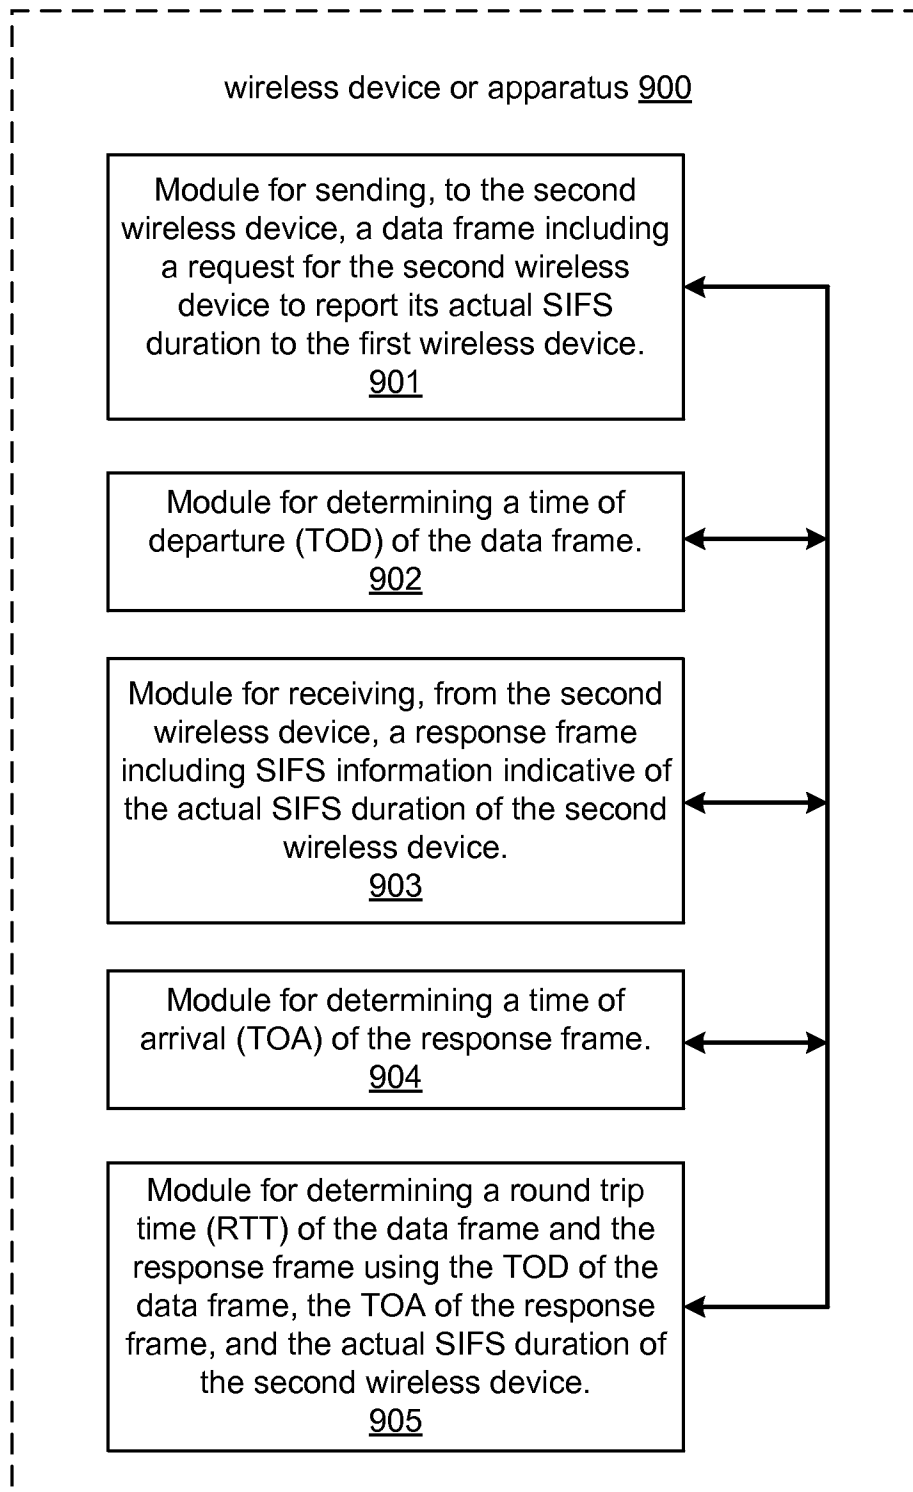 wireless device or apparatus 900
Module for sending, to the second
wireless device, a data frame including
a request for the second wireless
device to report its actual SIFS
duration to the first wireless device.
901
Module for determining a time of
departure (TOD) of the data frame.
902
Module for receiving, from the second
wireless device, a response frame
including SIFS information indicative of
the actual SIFS duration of the second
wireless device.
903
Module for determining a time of
arrival (TOA) of the response frame.
904
Module for determining a round trip
time (RTT) of the data frame and the
response frame using the TOD of the
data frame, the TOA of the response
frame, and the actual SIFS duration of
the second wireless device.
905